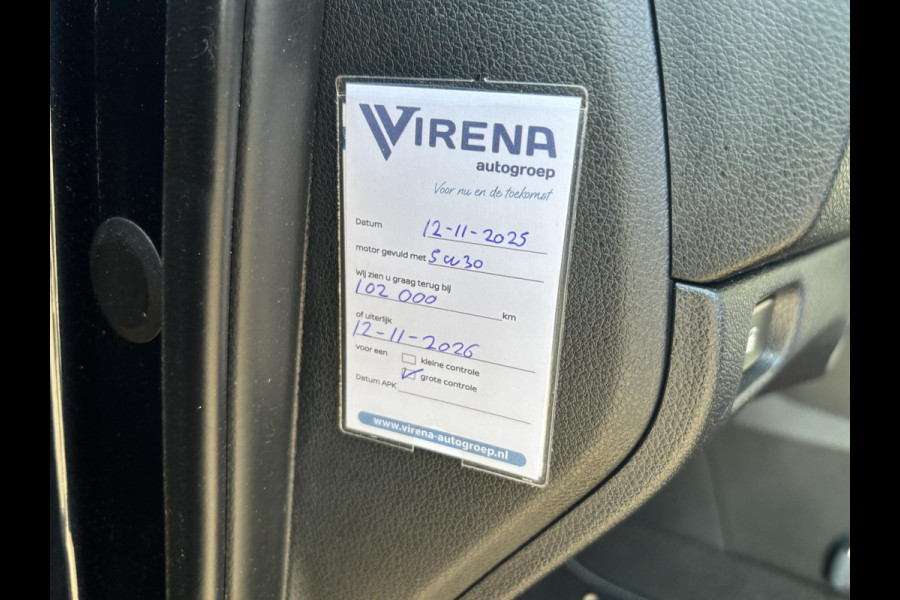 VIRENA
autogroep
Voor nu en de toekomst
Datum 12-11-2025
motor gevuld met 5w30
Wij zien u graag terug bij
102 000 km
of uiterlijk
12-11-2026
voor een kleine controle
grote controle
Datum APK
www.virena-autogroep.nl